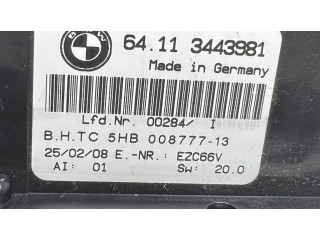 BMW
64.11 3443981
Made in Germany
Lfd.Nr. 00284/ I
B.H.TC 5HB 008777-13
25/02/08 E.-NR.: EZC66V
AI: 01 SW: 20.0